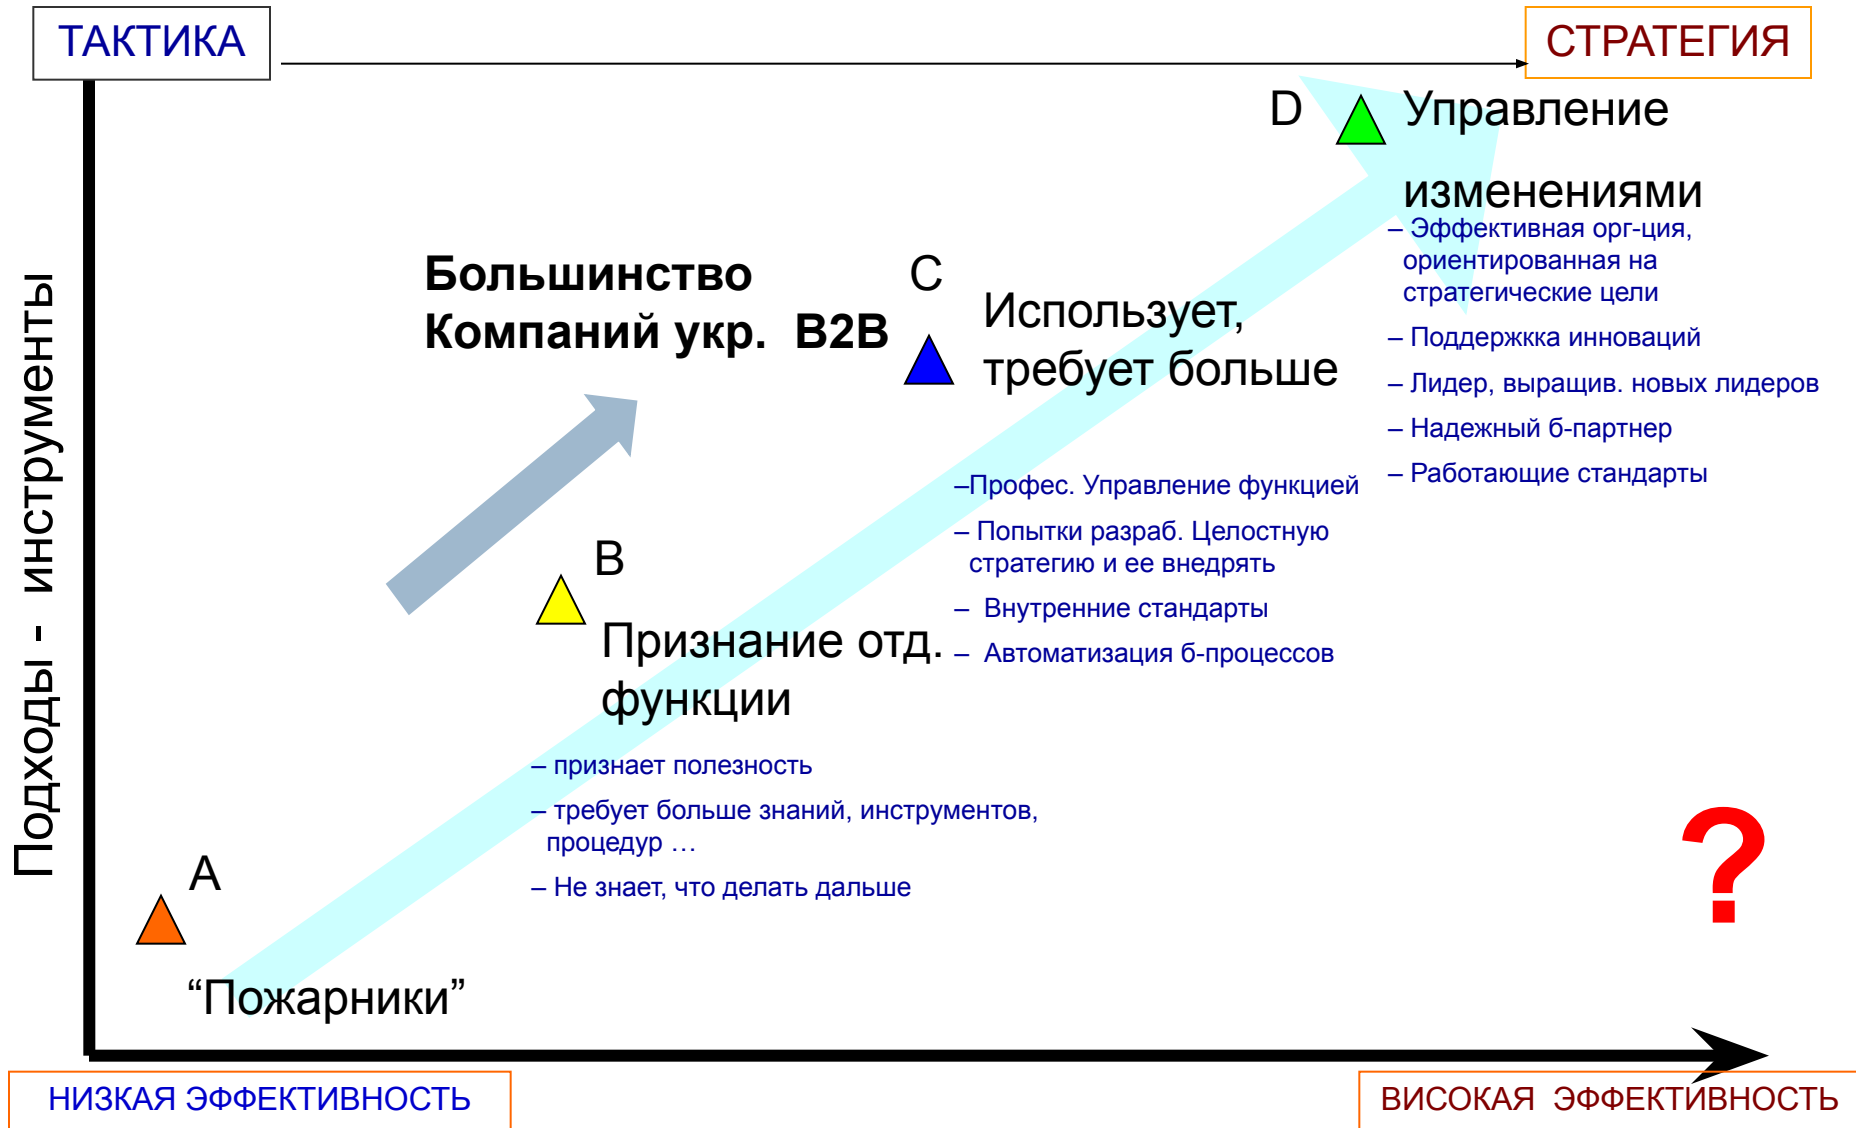 ТАКТИКА
СТРАТЕГИЯ
Подходы - инструменты
D
Управление
изменениями
– Эффективная орг-ция,
ориентированная на
стратегические цели
– Поддержкка инноваций
– Лидер, выращив. новых лидеров
– Надежный б-партнер
– Работающие стандарты
Большинство
Компаний укр. B2B
C
Использует,
требует больше
–Профес. Управление функцией
– Попытки разраб. Целостную
стратегию и ее внедрять
– Внутренние стандарты
– Автоматизация б-процессов
B
Признание отд.
функции
– признает полезность
– требует больше знаний, инструментов,
процедур …
– Не знает, что делать дальше
A
“Пожарники”
?
НИЗКАЯ ЭФФЕКТИВНОСТЬ
ВИСОКАЯ ЭФФЕКТИВНОСТЬ